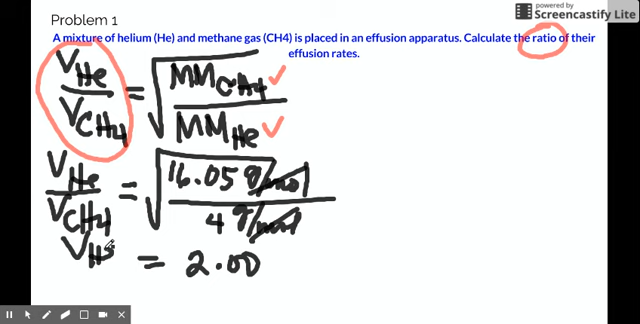 Problem 1
powered by
Screencastify Lite
A mixture of helium (He) and methane gas (CH4) is placed in an effusion apparatus. Calculate the ratio of their
effusion rates.
VHe / VCH4 = √ MMCH4 / MMHe
VHe / VCH4 = √ 16.05 g/mol / 4 g/mol
VHe = 2.00